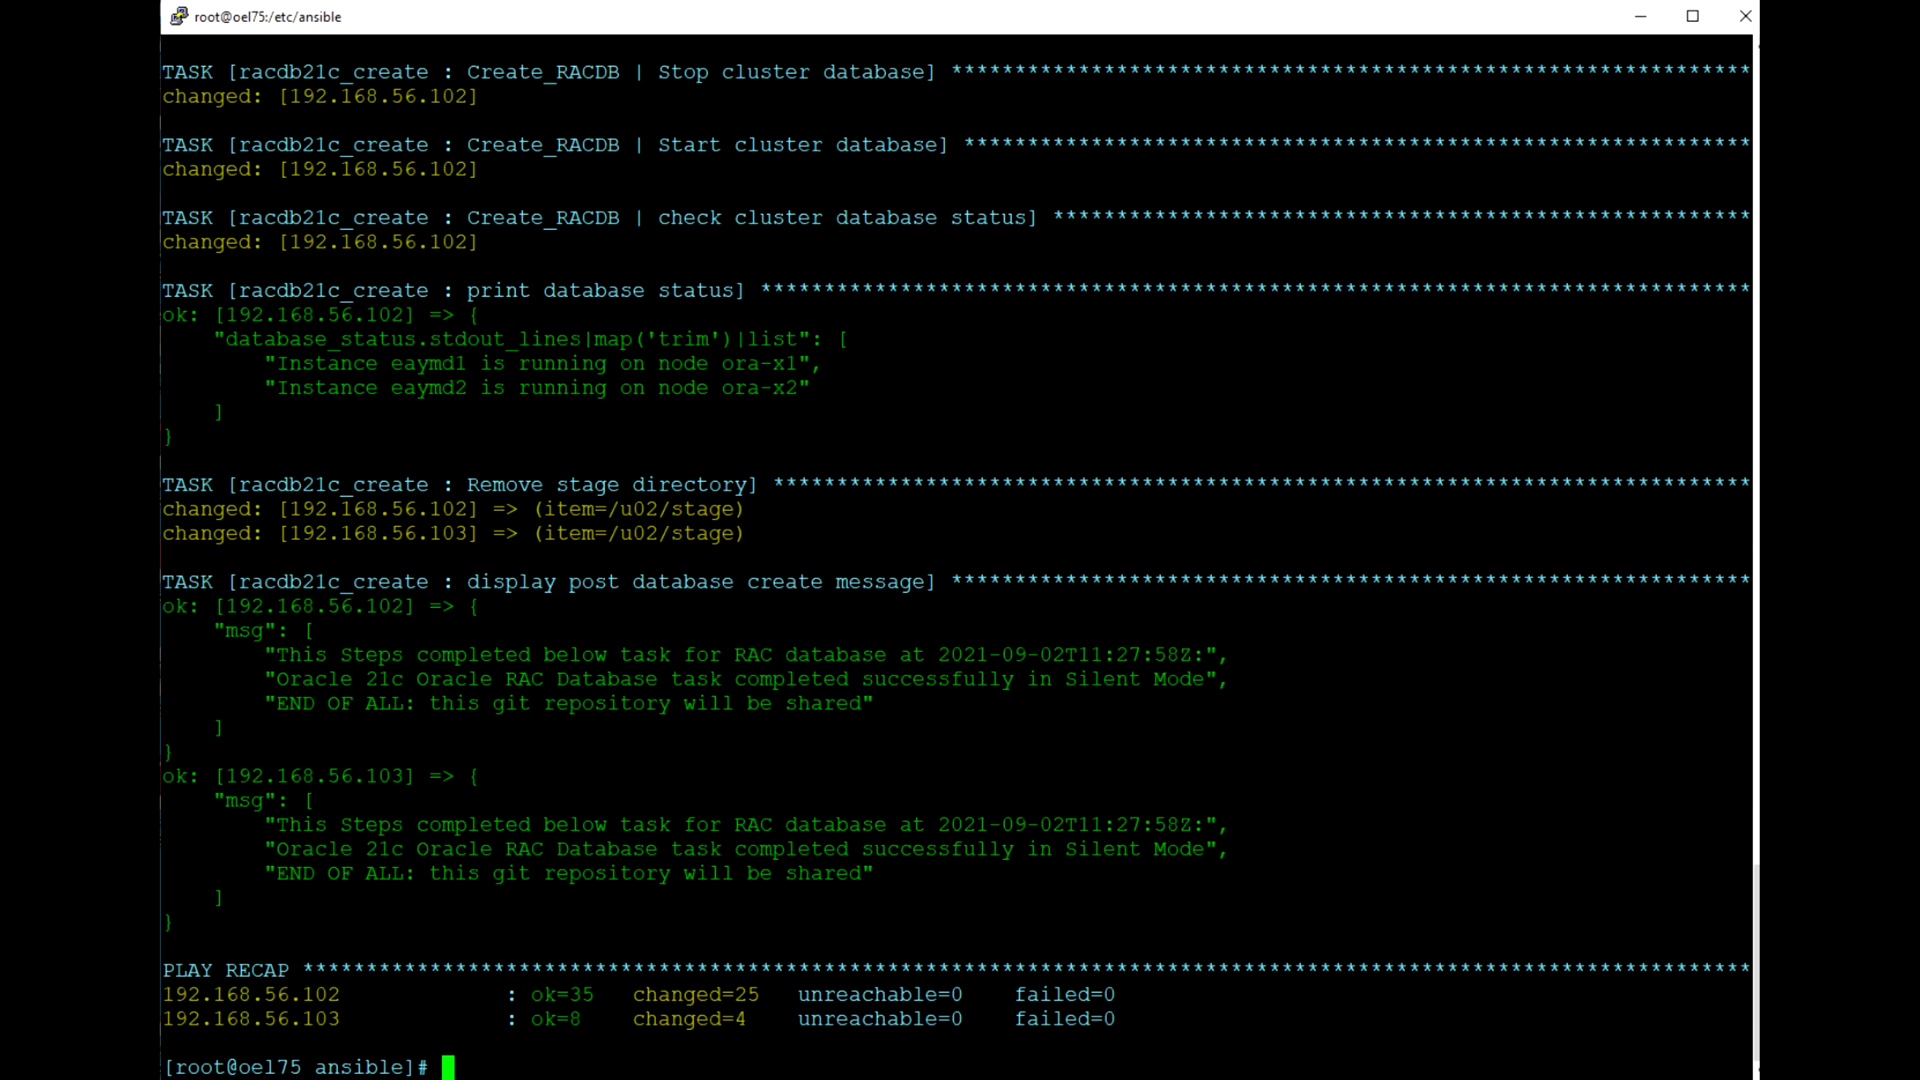 root@oel75:/etc/ansible
TASK [racdb21c_create : Create_RACDB | Stop cluster database] ***************************************************************
changed: [192.168.56.102]
TASK [racdb21c_create : Create_RACDB | Start cluster database] **************************************************************
changed: [192.168.56.102]
TASK [racdb21c_create : Create_RACDB | check cluster database status] *******************************************************
changed: [192.168.56.102]
TASK [racdb21c_create : print database status] ******************************************************************************
ok: [192.168.56.102] => {
    "database_status.stdout_lines|map('trim')|list": [
        "Instance eaymd1 is running on node ora-x1",
        "Instance eaymd2 is running on node ora-x2"
    ]
}
TASK [racdb21c_create : Remove stage directory] *****************************************************************************
changed: [192.168.56.102] => (item=/u02/stage)
changed: [192.168.56.103] => (item=/u02/stage)
TASK [racdb21c_create : display post database create message] ***************************************************************
ok: [192.168.56.102] => {
    "msg": [
        "This Steps completed below task for RAC database at 2021-09-02T11:27:58Z:",
        "Oracle 21c Oracle RAC Database task completed successfully in Silent Mode",
        "END OF ALL: this git repository will be shared"
    ]
}
ok: [192.168.56.103] => {
    "msg": [
        "This Steps completed below task for RAC database at 2021-09-02T11:27:58Z:",
        "Oracle 21c Oracle RAC Database task completed successfully in Silent Mode",
        "END OF ALL: this git repository will be shared"
    ]
}
PLAY RECAP ******************************************************************************************************************
192.168.56.102             : ok=35   changed=25   unreachable=0    failed=0
192.168.56.103             : ok=8    changed=4    unreachable=0    failed=0
[root@oel75 ansible]#